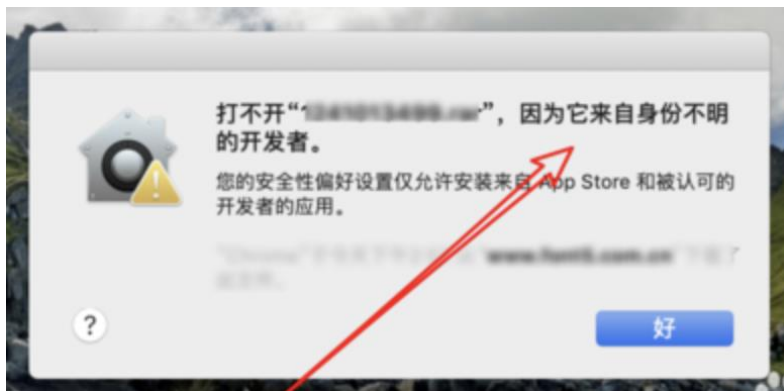 打不开“ ”，因为它来自身份不明
的开发者。
您的安全性偏好设置仅允许安装来自 App Store 和被认可的
开发者的应用。
?
好